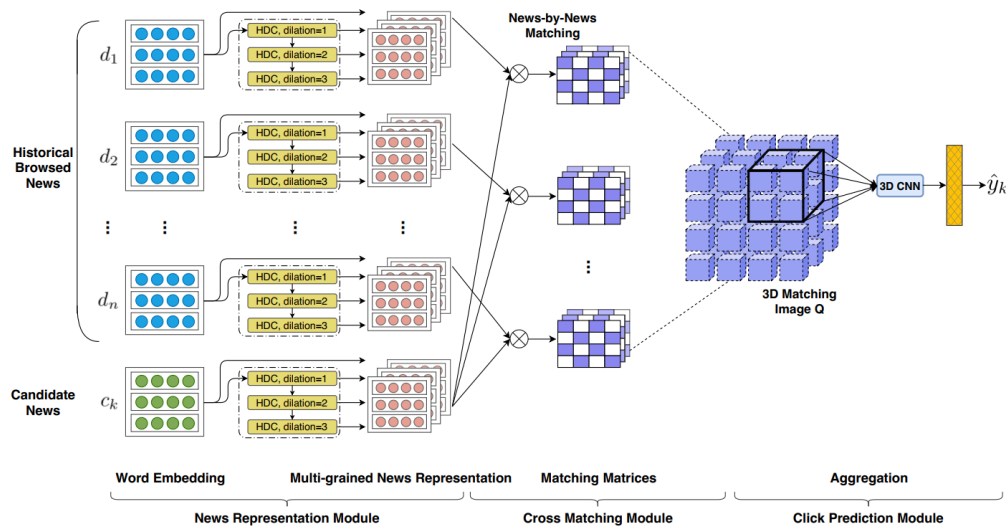 News-by-News
Matching
Historical
Browsed
News
d₁
HDC, dilation=1
HDC, dilation=2
HDC, dilation=3
d₂
HDC, dilation=1
HDC, dilation=2
HDC, dilation=3
dₙ
HDC, dilation=1
HDC, dilation=2
HDC, dilation=3
Candidate
News
cₖ
HDC, dilation=1
HDC, dilation=2
HDC, dilation=3
3D Matching
Image Q
3D CNN
ŷₖ
Word Embedding
Multi-grained News Representation
Matching Matrices
Aggregation
News Representation Module
Cross Matching Module
Click Prediction Module